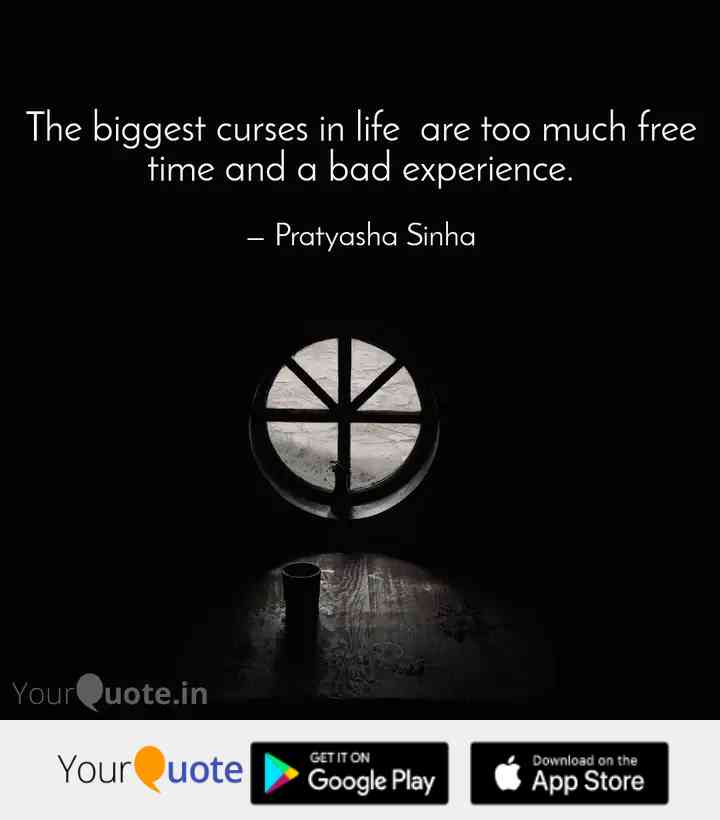 The biggest curses in life  are too much free
time and a bad experience.
– Pratyasha Sinha
YourQuote.in
YourQuote
GET IT ON
Google Play
Download on the
App Store